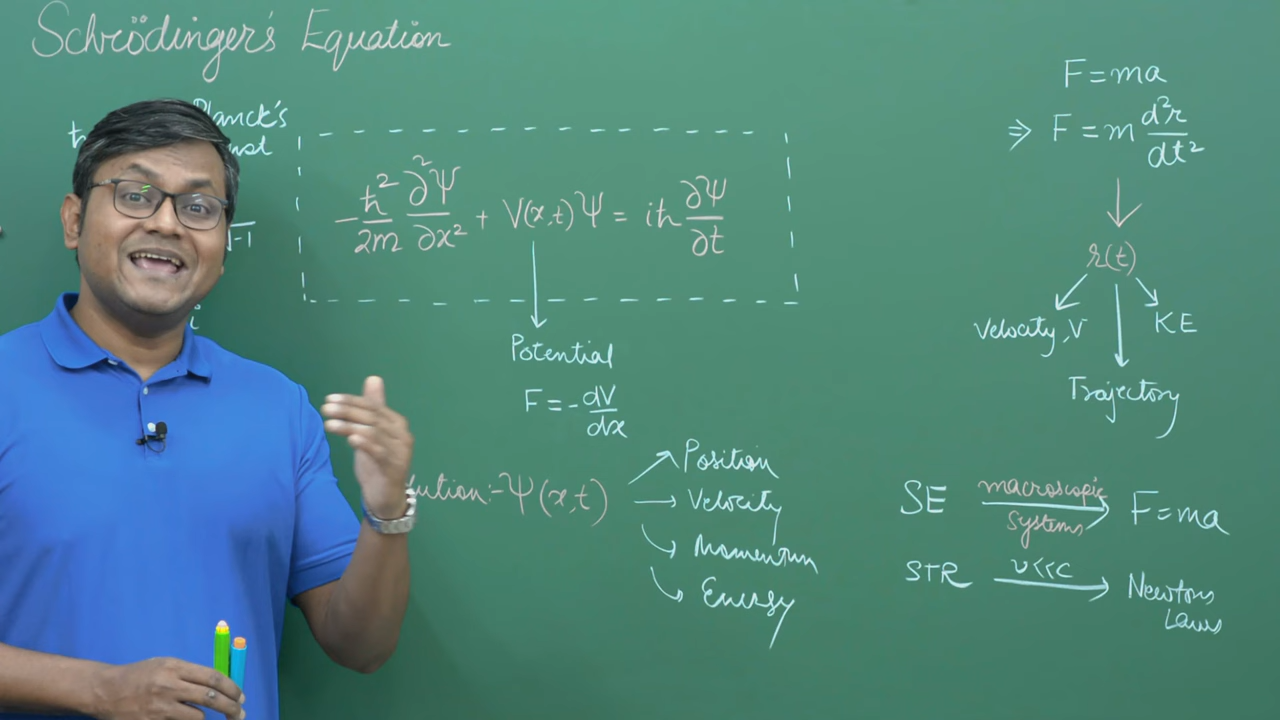 Schrödinger's Equation
Planck's
ħ
√-1
i
-ħ²/2m ∂²Ψ/∂x² + V(x,t)Ψ = iħ ∂Ψ/∂t
Potential
F = -dV/dx
Ψ(x,t)
Position
Velocity
Momentum
Energy
F = ma
⇒ F = m d²r/dt²
r(t)
Velocity, V
KE
Trajectory
SE macroscopic systems F = ma
STR v<<c Newtons
Laws